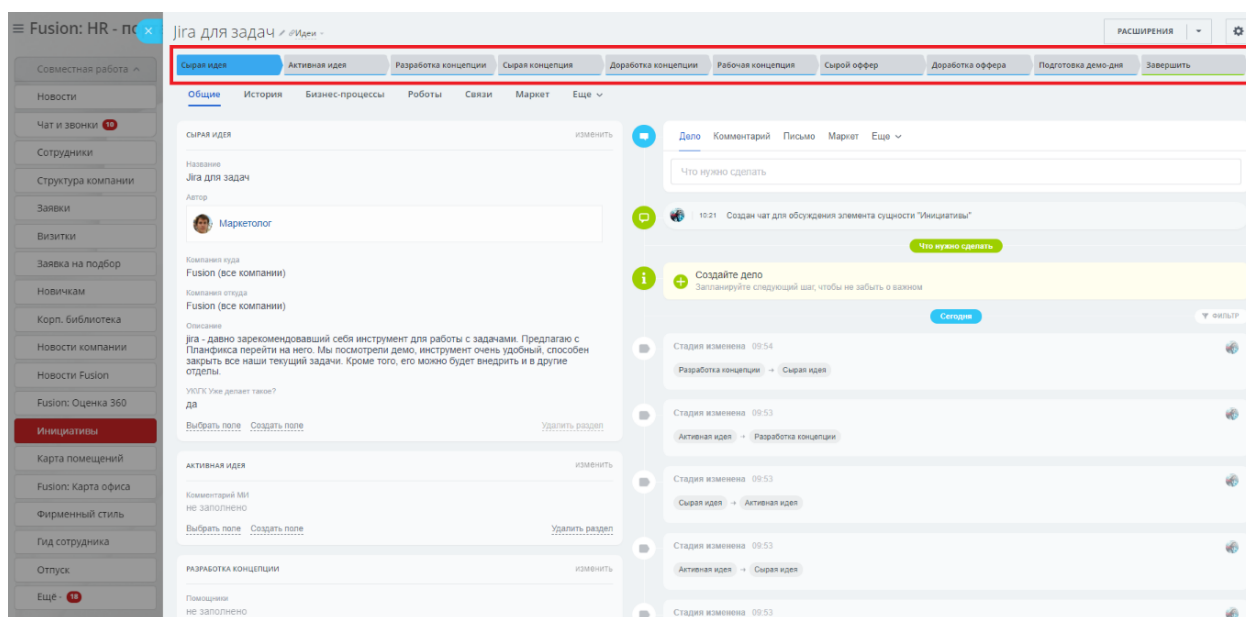 Fusion: HR - по
Jira для задач
Идеи
РАСШИРЕНИЯ
Сырая идея
Активная идея
Разработка концепции
Сырая концепция
Доработка концепции
Рабочая концепция
Сырой оффер
Доработка оффера
Подготовка демо-дня
Завершить
Совместная работа
Новости
Чат и звонки 10
Сотрудники
Структура компании
Заявки
Визитки
Заявка на подбор
Новичкам
Корп. библиотека
Новости компании
Новости Fusion
Fusion: Оценка 360
Инициативы
Карта помещений
Fusion: Карта офиса
Фирменный стиль
Гид сотрудника
Отпуск
Ещё - 18
Общие
История
Бизнес-процессы
Роботы
Связи
Маркет
Еще
СЫРАЯ ИДЕЯ
изменить
Название
Jira для задач
Автор
Маркетолог
Компания куда
Fusion (все компании)
Компания откуда
Fusion (все компании)
Описание
jira - давно зарекомендовавший себя инструмент для работы с задачами. Предлагаю с
Планфикса перейти на него. Мы посмотрели демо, инструмент очень удобный, способен
закрыть все наши текущий задачи. Кроме того, его можно будет внедрить и в другие
отделы.
Уже делает такое?
да
Выбрать поле Создать поле
Удалить раздел
АКТИВНАЯ ИДЕЯ
изменить
Комментарий МИ
не заполнено
Выбрать поле Создать поле
Удалить раздел
РАЗРАБОТКА КОНЦЕПЦИИ
изменить
Помощники
не заполнено
Дело
Комментарий
Письмо
Маркет
Еще
Что нужно сделать
10:21 Создан чат для обсуждения элемента сущности "Инициативы"
Что нужно сделать
Создайте дело
Запланируйте следующий шаг, чтобы не забыть о важном
Сегодня
ФИЛЬТР
Стадия изменена 09:54
Разработка концепции → Сырая идея
Стадия изменена 09:53
Активная идея → Разработка концепции
Стадия изменена 09:53
Сырая идея → Активная идея
Стадия изменена 09:53
Активная идея → Сырая идея
Стадия изменена 09:53